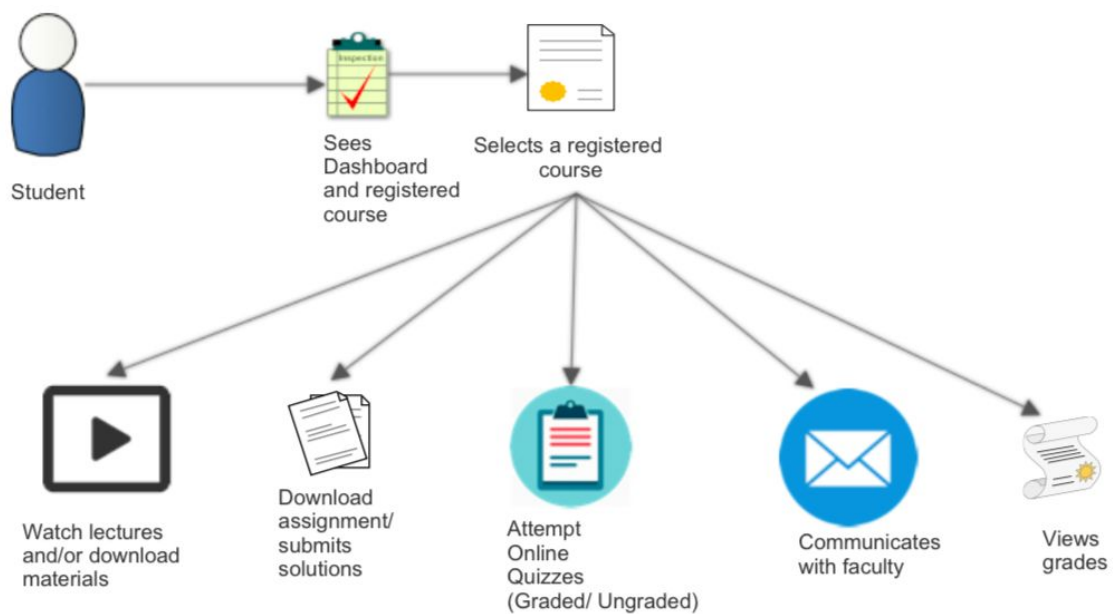 Inspection
Student
Sees
Dashboard
and registered
course
Selects a registered
course
Watch lectures
and/or download
materials
Download
assignment/
submits
solutions
Attempt
Online
Quizzes
(Graded/ Ungraded)
Communicates
with faculty
Views
grades